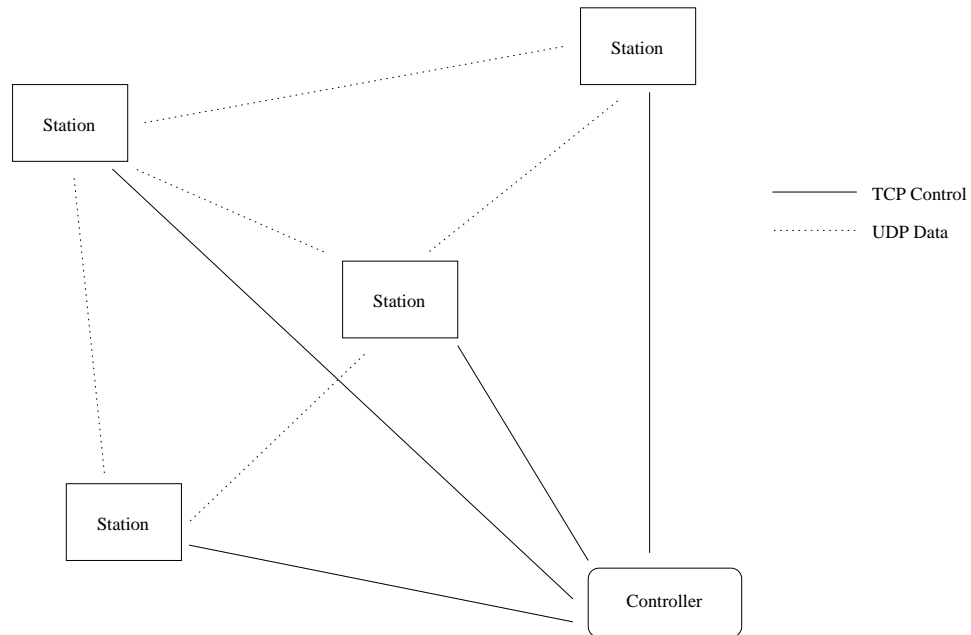 Station
Station
TCP Control
UDP Data
Station
Station
Controller